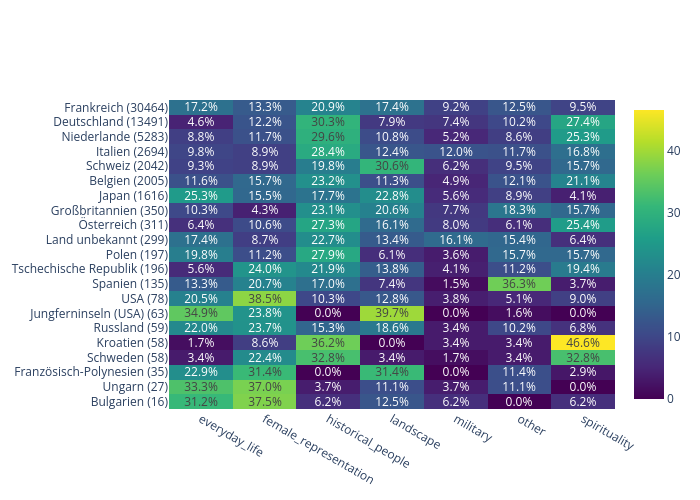 Frankreich (30464) 17.2% 13.3% 20.9% 17.4% 9.2% 12.5% 9.5%
Deutschland (13491) 4.6% 12.2% 30.3% 7.9% 7.4% 10.2% 27.4%
Niederlande (5283) 8.8% 11.7% 29.6% 10.8% 5.2% 8.6% 25.3%
Italien (2694) 9.8% 8.9% 28.4% 12.4% 12.0% 11.7% 16.8%
Schweiz (2042) 9.3% 8.9% 19.8% 30.6% 6.2% 9.5% 15.7%
Belgien (2005) 11.6% 15.7% 23.2% 11.3% 4.9% 12.1% 21.1%
Japan (1616) 25.3% 15.5% 17.7% 22.8% 5.6% 8.9% 4.1%
Großbritannien (350) 10.3% 4.3% 23.1% 20.6% 7.7% 18.3% 15.7%
Österreich (311) 6.4% 10.6% 27.3% 16.1% 8.0% 6.1% 25.4%
Land unbekannt (299) 17.4% 8.7% 22.7% 13.4% 16.1% 15.4% 6.4%
Polen (197) 19.8% 11.2% 27.9% 6.1% 3.6% 15.7% 15.7%
Tschechische Republik (196) 5.6% 24.0% 21.9% 13.8% 4.1% 11.2% 19.4%
Spanien (135) 13.3% 20.7% 17.0% 7.4% 1.5% 36.3% 3.7%
USA (78) 20.5% 38.5% 10.3% 12.8% 3.8% 5.1% 9.0%
Jungferninseln (USA) (63) 34.9% 23.8% 0.0% 39.7% 0.0% 1.6% 0.0%
Russland (59) 22.0% 23.7% 15.3% 18.6% 3.4% 10.2% 6.8%
Kroatien (58) 1.7% 8.6% 36.2% 0.0% 3.4% 3.4% 46.6%
Schweden (58) 3.4% 22.4% 32.8% 3.4% 1.7% 3.4% 32.8%
Französisch-Polynesien (35) 22.9% 31.4% 0.0% 31.4% 0.0% 11.4% 2.9%
Ungarn (27) 33.3% 37.0% 3.7% 11.1% 3.7% 11.1% 0.0%
Bulgarien (16) 31.2% 37.5% 6.2% 12.5% 6.2% 0.0% 6.2%
everyday_life female_representation historical_people landscape military other spirituality
40
30
20
10
0